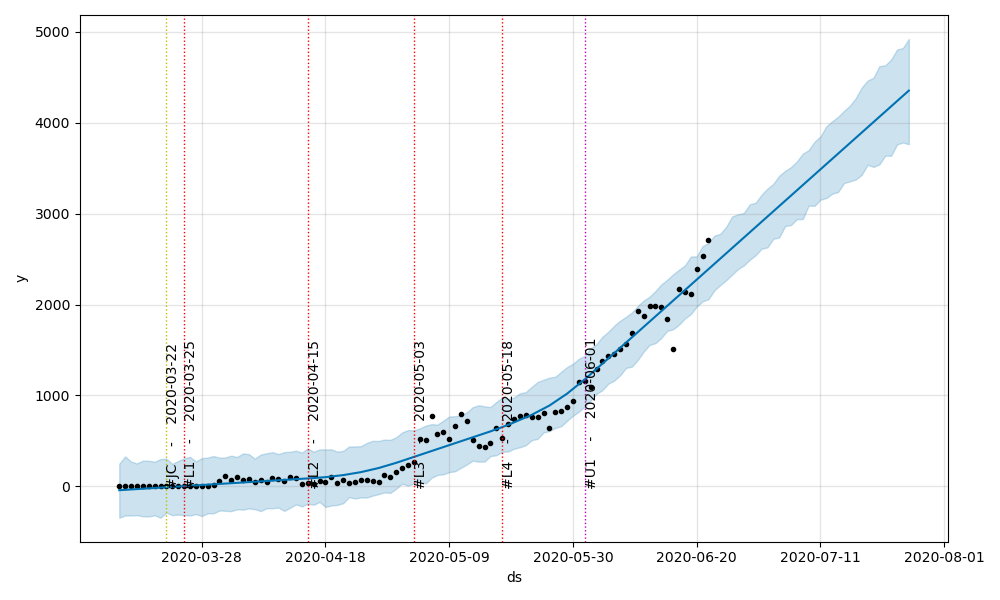 5000
4000
3000
2000
1000
0
y
#JC - 2020-03-22
#L1 - 2020-03-25
#L2 - 2020-04-15
#L3 - 2020-05-03
#L4 - 2020-05-18
#U1 - 2020-06-01
2020-03-28
2020-04-18
2020-05-09
2020-05-30
2020-06-20
2020-07-11
2020-08-01
ds